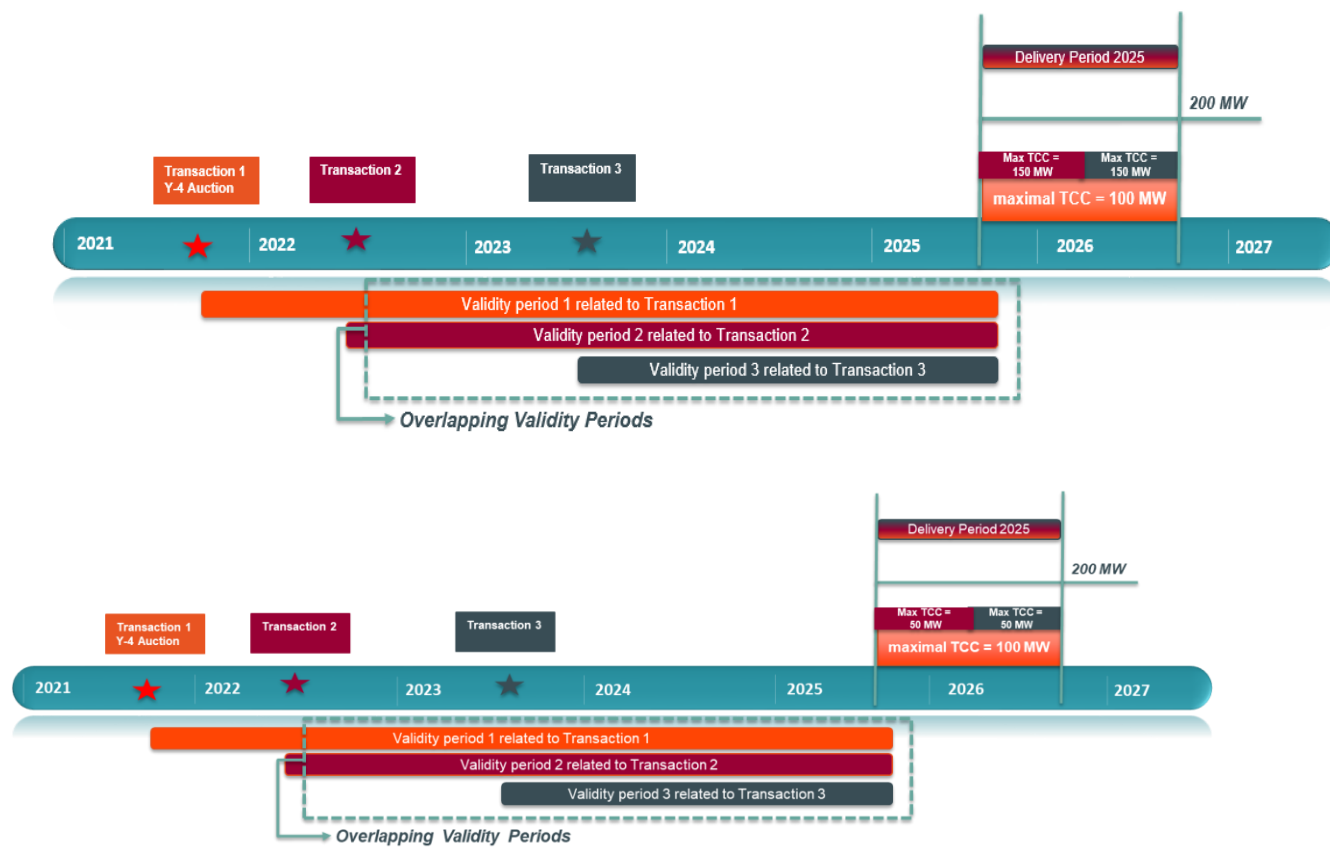 Delivery Period 2025
200 MW
Transaction 1
Y-4 Auction
Transaction 2
Transaction 3
Max TCC =
150 MW
Max TCC =
150 MW
maximal TCC = 100 MW
2021
2022
2023
2024
2025
2026
2027
Validity period 1 related to Transaction 1
Validity period 2 related to Transaction 2
Validity period 3 related to Transaction 3
Overlapping Validity Periods
Delivery Period 2025
200 MW
Transaction 1
Y-4 Auction
Transaction 2
Transaction 3
Max TCC =
50 MW
Max TCC =
50 MW
maximal TCC = 100 MW
2021
2022
2023
2024
2025
2026
2027
Validity period 1 related to Transaction 1
Validity period 2 related to Transaction 2
Validity period 3 related to Transaction 3
Overlapping Validity Periods